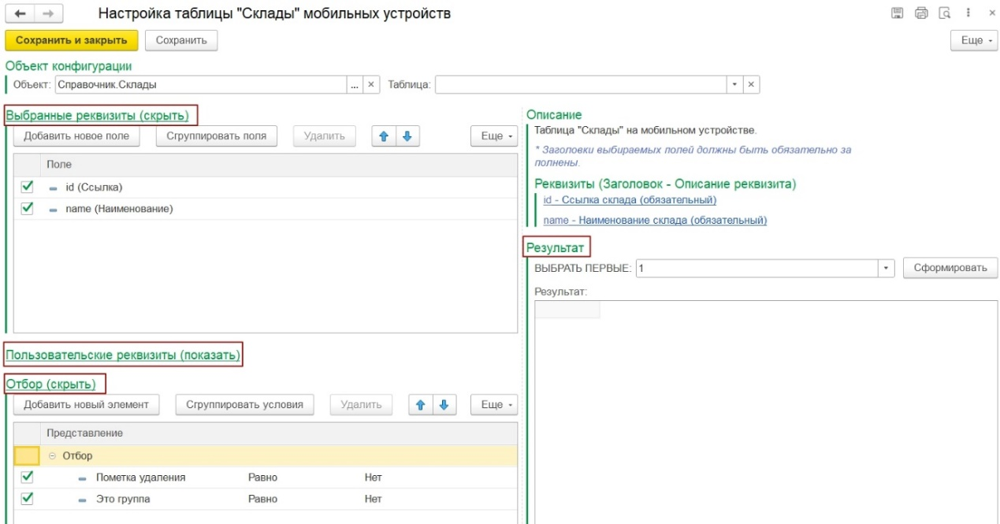 Настройка таблицы "Склады" мобильных устройств
Сохранить и закрыть
Сохранить
Еще
Объект конфигурации
Объект: Справочник.Склады ...
Таблица:
Выбранные реквизиты (скрыть)
Добавить новое поле
Сгруппировать поля
Удалить
Еще
Поле
id (Ссылка)
name (Наименование)
Пользовательские реквизиты (показать)
Отбор (скрыть)
Добавить новый элемент
Сгруппировать условия
Удалить
Еще
Представление
Отбор
Пометка удаления Равно Нет
Это группа Равно Нет
Описание
Таблица "Склады" на мобильном устройстве.
* Заголовки выбираемых полей должны быть обязательно за
полнены.
Реквизиты (Заголовок - Описание реквизита)
id - Ссылка склада (обязательный)
name - Наименование склада (обязательный)
Результат
ВЫБРАТЬ ПЕРВЫЕ: 1
Сформировать
Результат: